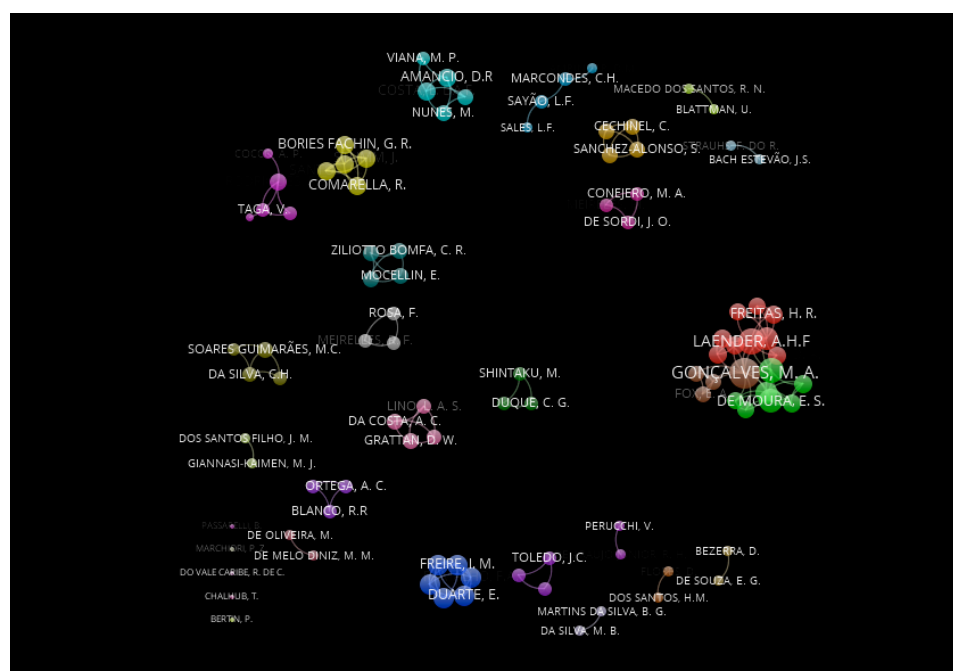 VIANA, M. P.
AMANCIO, D.R
NUNES, M.
MARCONDES, C.H.
SAYÃO, L.F.
SALES, L.F.
MACEDO DOS SANTOS, R. N.
BLATTMAN, U.
CECHINEL, C.
SANCHEZ-ALONSO, S.
BACH ESTEVÃO, J.S.
BORIES FACHIN, G. R.
COMARELLA, R.
TAGA, V.
CONEJERO, M. A.
DE SORDI, J. O.
ZILIOTTO BOMFA, C. R.
MOCELLIN, E.
ROSA, F.
MEIRELLES, R. F.
FREITAS, H. R.
LAENDER, A.H.F
GONÇALVES, M. A.
FOX, E. A.
DE MOURA, E. S.
SOARES GUIMARÃES, M.C.
DA SILVA, C.H.
SHINTAKU, M.
DUQUE, C. G.
DA COSTA, A. C.
GRATTAN, D. W.
DOS SANTOS FILHO, J. M.
GIANNASI-KAIMEN, M. J.
ORTEGA, A. C.
BLANCO, R.R
PERUCCHI, V.
DE OLIVEIRA, M.
DE MELO DINIZ, M. M.
DO VALE CARIBE, R. DE C.
CHALHUB, T.
BERTIN, P.
FREIRE, I. M.
DUARTE, E.
TOLEDO, J.C.
BEZERRA, D.
DE SOUZA, E. G.
DOS SANTOS, H.M.
MARTINS DA SILVA, B. G.
DA SILVA, M. B.